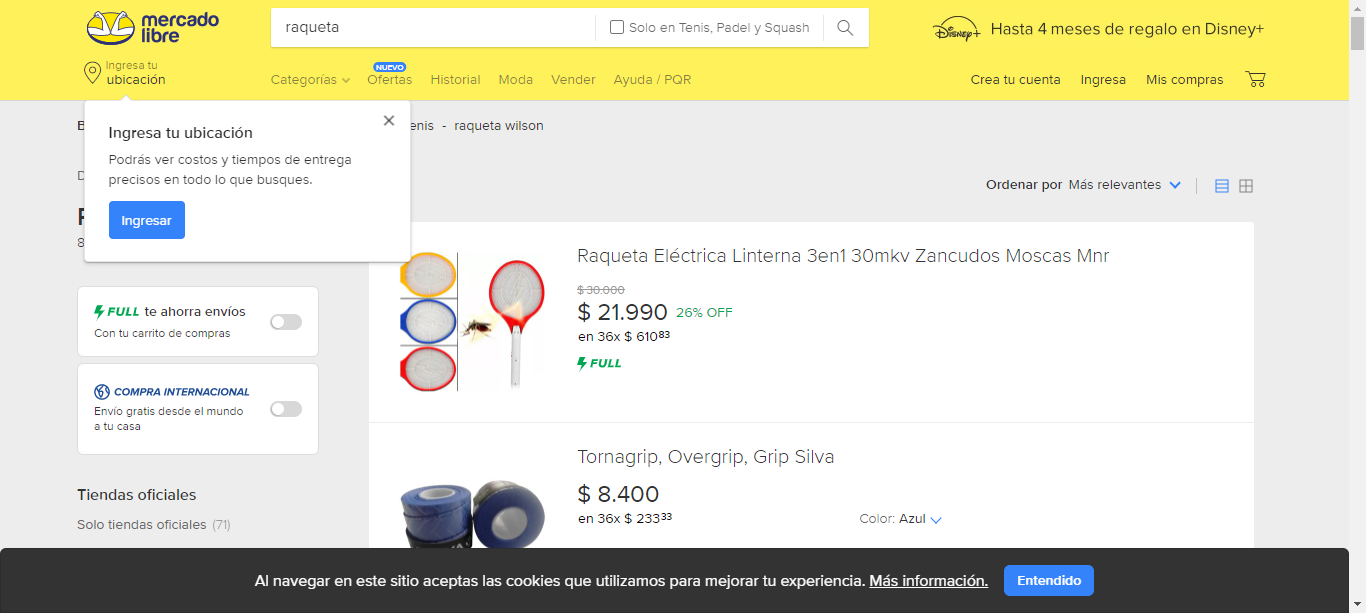 mercado
libre
raqueta
Solo en Tenis, Padel y Squash
Disney+
Hasta 4 meses de regalo en Disney+
Ingresa tu
ubicación
Categorías
NUEVO
Ofertas
Historial
Moda
Vender
Ayuda / PQR
Crea tu cuenta
Ingresa
Mis compras
enis - raqueta wilson
Ingresa tu ubicación
Podrás ver costos y tiempos de entrega
precisos en todo lo que busques.
Ingresar
Ordenar por Más relevantes
FULL te ahorra envíos
Con tu carrito de compras
COMPRA INTERNACIONAL
Envío gratis desde el mundo
a tu casa
Tiendas oficiales
Solo tiendas oficiales (71)
Raqueta Eléctrica Linterna 3en1 30mkv Zancudos Moscas Mnr
$ 30.000
$ 21.990 26% OFF
en 36x $ 610 83
FULL
Tornagrip, Overgrip, Grip Silva
$ 8.400
en 36x $ 233 33
Color: Azul
Al navegar en este sitio aceptas las cookies que utilizamos para mejorar tu experiencia. Más información.
Entendido